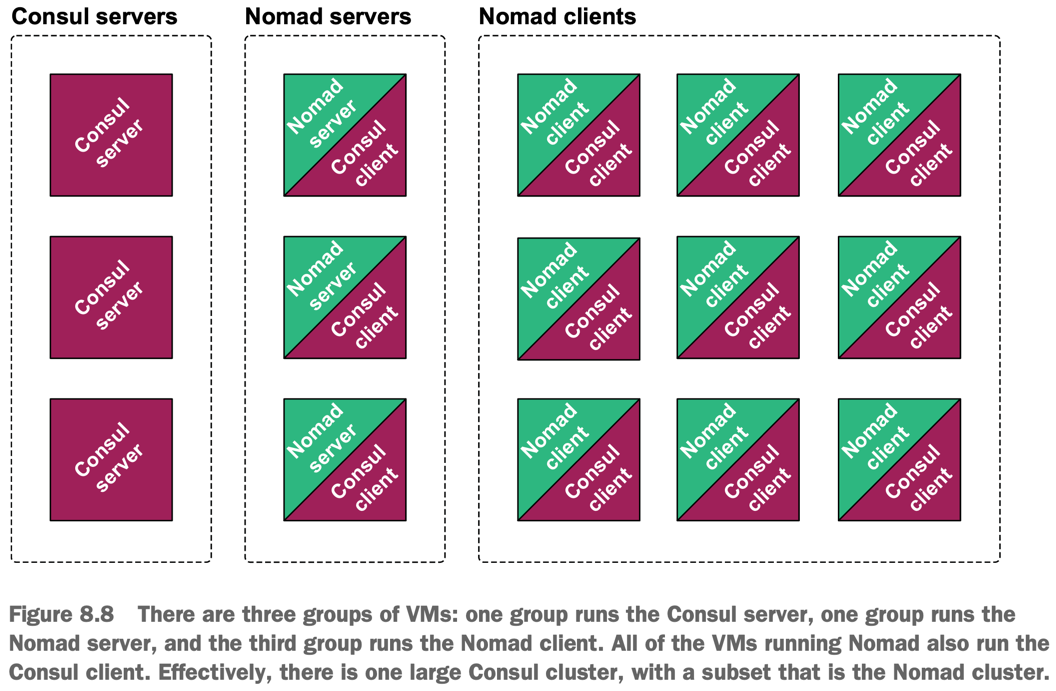 Consul servers
Nomad servers
Nomad clients
Consul
server
Nomad
server
Consul
client
Nomad
client
Consul
client
Nomad
client
Consul
client
Nomad
client
Consul
client
Consul
server
Nomad
server
Consul
client
Nomad
client
Consul
client
Nomad
client
Consul
client
Nomad
client
Consul
client
Consul
server
Nomad
server
Consul
client
Nomad
client
Consul
client
Nomad
client
Consul
client
Nomad
client
Consul
client
Figure 8.8 There are three groups of VMs: one group runs the Consul server, one group runs the
Nomad server, and the third group runs the Nomad client. All of the VMs running Nomad also run the
Consul client. Effectively, there is one large Consul cluster, with a subset that is the Nomad cluster.